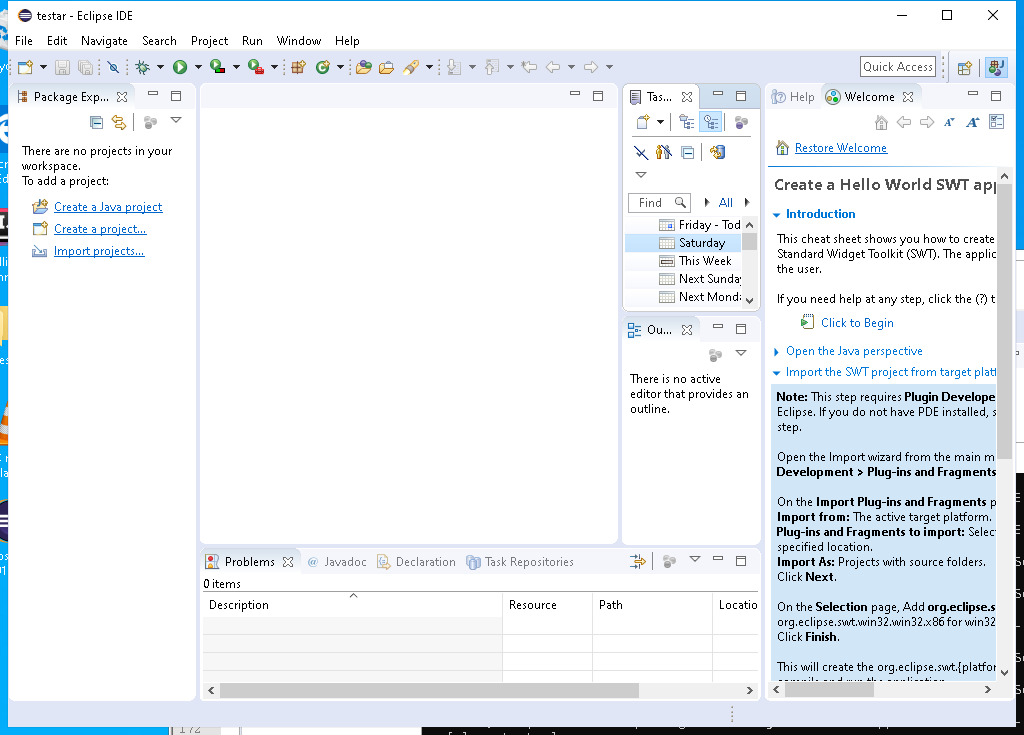 testar - Eclipse IDE
File Edit Navigate Search Project Run Window Help
Quick Access
Package Exp...
There are no projects in your
workspace.
To add a project:
Create a Java project
Create a project...
Import projects...
Tas...
Find
All
Friday - Tod
Saturday
This Week
Next Sunday
Next Mond
Ou...
There is no active
editor that provides an
outline.
Help Welcome
Restore Welcome
Create a Hello World SWT app
Introduction
This cheat sheet shows you how to create
Standard Widget Toolkit (SWT). The applic
the user.
If you need help at any step, click the (?) t
Click to Begin
Open the Java perspective
Import the SWT project from target platf
Note: This step requires Plugin Develope
Eclipse. If you do not have PDE installed, s
step.
Open the Import wizard from the main m
Development > Plug-ins and Fragments
On the Import Plug-ins and Fragments p
Import from: The active target platform.
Plug-ins and Fragments to import: Selec
specified location.
Import As: Projects with source folders.
Click Next.
On the Selection page, Add org.eclipse.s
org.eclipse.swt.win32.win32.x86 for win32
Click Finish.
This will create the org.eclipse.swt.{platfor
compile and run the application.
Problems Javadoc Declaration Task Repositories
0 items
Description Resource Path Locatio
172